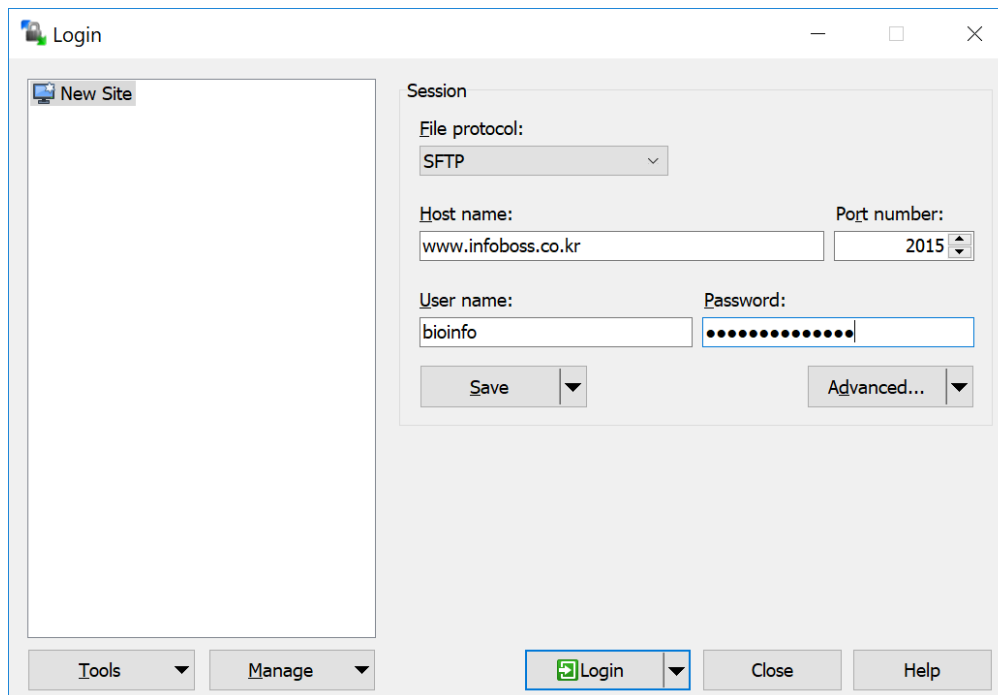 Login
New Site
Session
File protocol:
SFTP
Host name:
Port number:
www.infoboss.co.kr
2015
User name:
Password:
bioinfo
●●●●●●●●●●●●●●
Save
Advanced...
Tools
Manage
Login
Close
Help